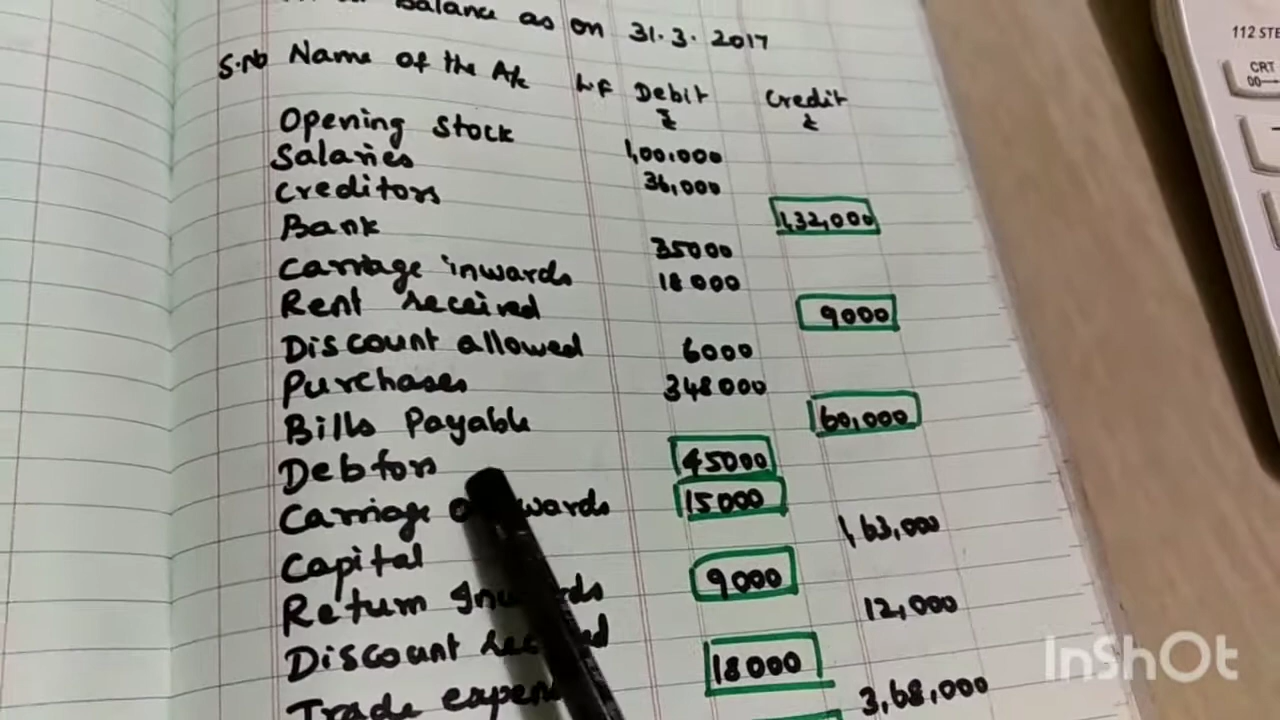 Balance as on 31.3.2017
S.No Name of the A/c L.F Debit ₹ Credit ₹
Opening Stock 1,00,000
Salaries 36,000
Creditors 1,32,000
Bank 35000
Carriage inwards 18000
Rent received 9000
Discount allowed 6000
Purchases 348000
Bills Payable 60,000
Debtors 45000
Carriage wards 15000
Capital 1,63,000
Return 9000
Discount 12,000
Trade 18000
3,68,000
112 STE
CRT
00
InShOt